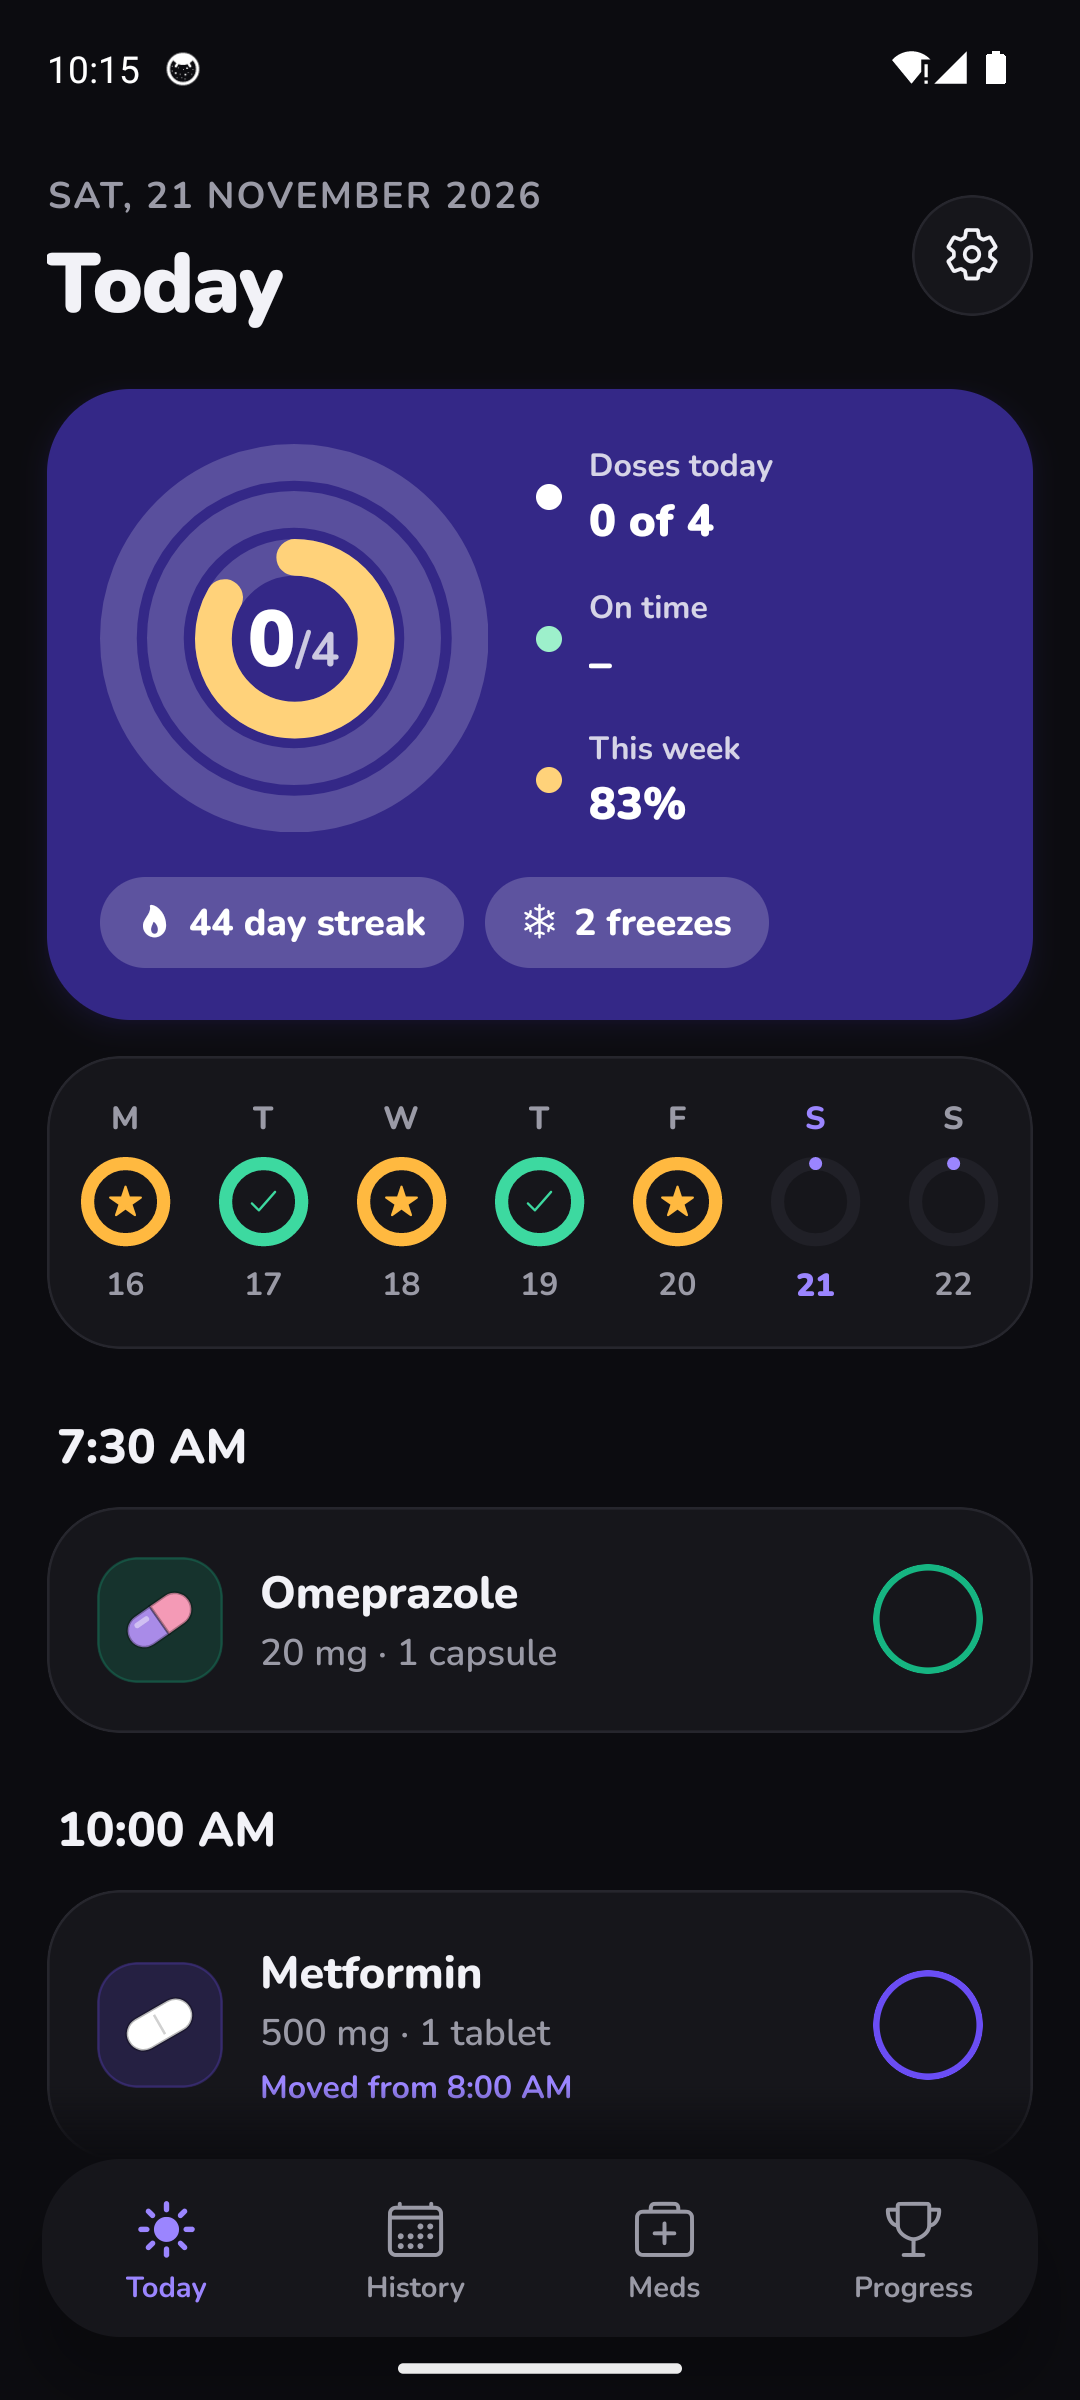 10:15
SAT, 21 NOVEMBER 2026
Today
Doses today
0 of 4
On time
–
This week
83%
0/4
44 day streak
2 freezes
M T W T F S S
16 17 18 19 20 21 22
7:30 AM
Omeprazole
20 mg · 1 capsule
10:00 AM
Metformin
500 mg · 1 tablet
Moved from 8:00 AM
Today History Meds Progress